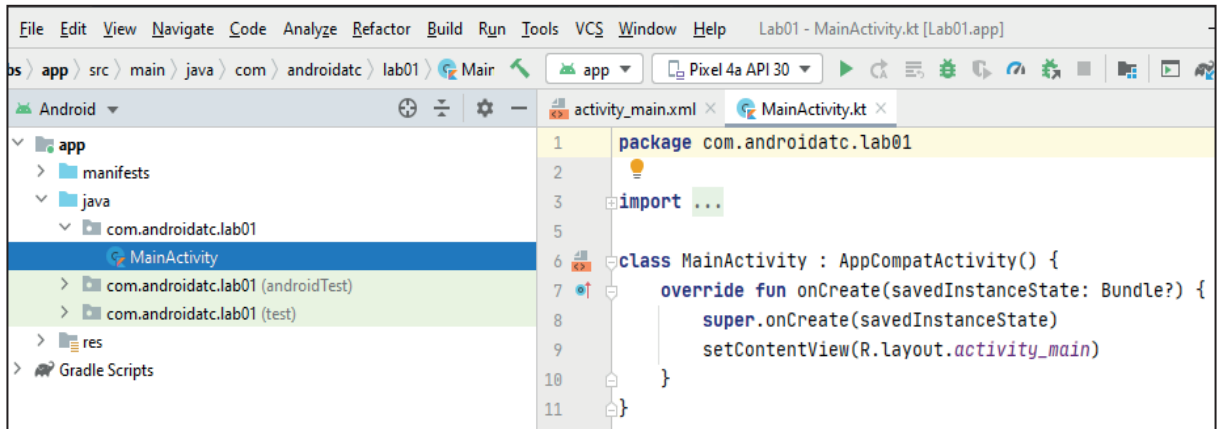 File Edit View Navigate Code Analyze Refactor Build Run Tools VCS Window Help Lab01 - MainActivity.kt [Lab01.app]
bs app src main java com androidatc lab01 Mair app Pixel 4a API 30
Android
activity_main.xml MainActivity.kt
app
manifests
java
com.androidatc.lab01
MainActivity
com.androidatc.lab01 (androidTest)
com.androidatc.lab01 (test)
res
Gradle Scripts
1 package com.androidatc.lab01
2
3 import ...
5
6 class MainActivity : AppCompatActivity() {
7 override fun onCreate(savedInstanceState: Bundle?) {
8 super.onCreate(savedInstanceState)
9 setContentView(R.layout.activity_main)
10 }
11 }